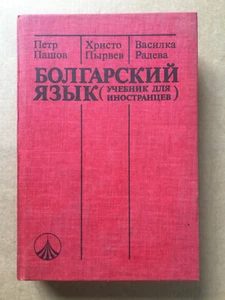 Петр Пашов
Христо Пырвев
Василка Радева
БОЛГАРСКИЙ
ЯЗЫК (УЧЕБНИК ДЛЯ ИНОСТРАНЦЕВ)